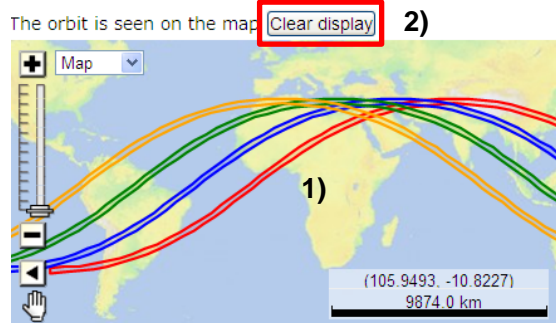 The orbit is seen on the map Clear display 2)
Map
1)
(105.9493, -10.8227)
9874.0 km